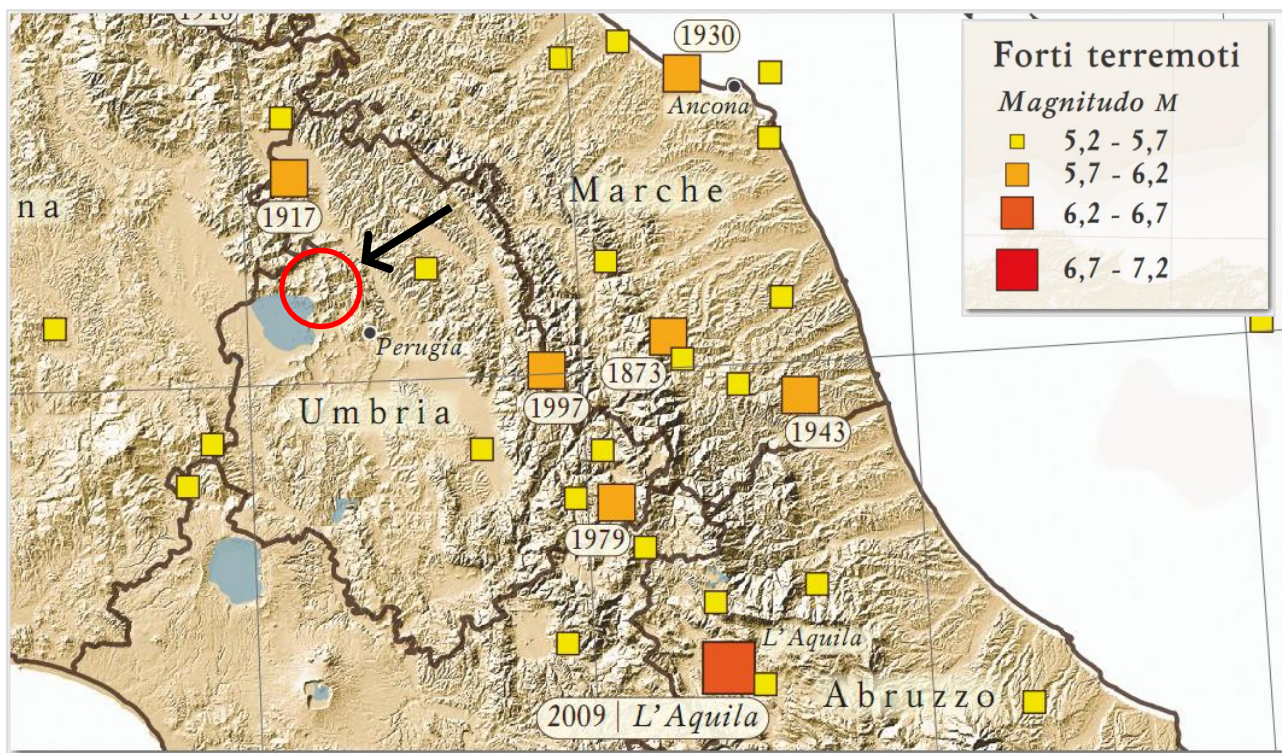 1930
Forti terremoti
Magnitudo M
5,2 - 5,7
5,7 - 6,2
6,2 - 6,7
6,7 - 7,2
Ancona
Marche
na
1917
Perugia
1873
Umbria
1997
1943
1979
L'Aquila
Abruzzo
2009 | L'Aquila